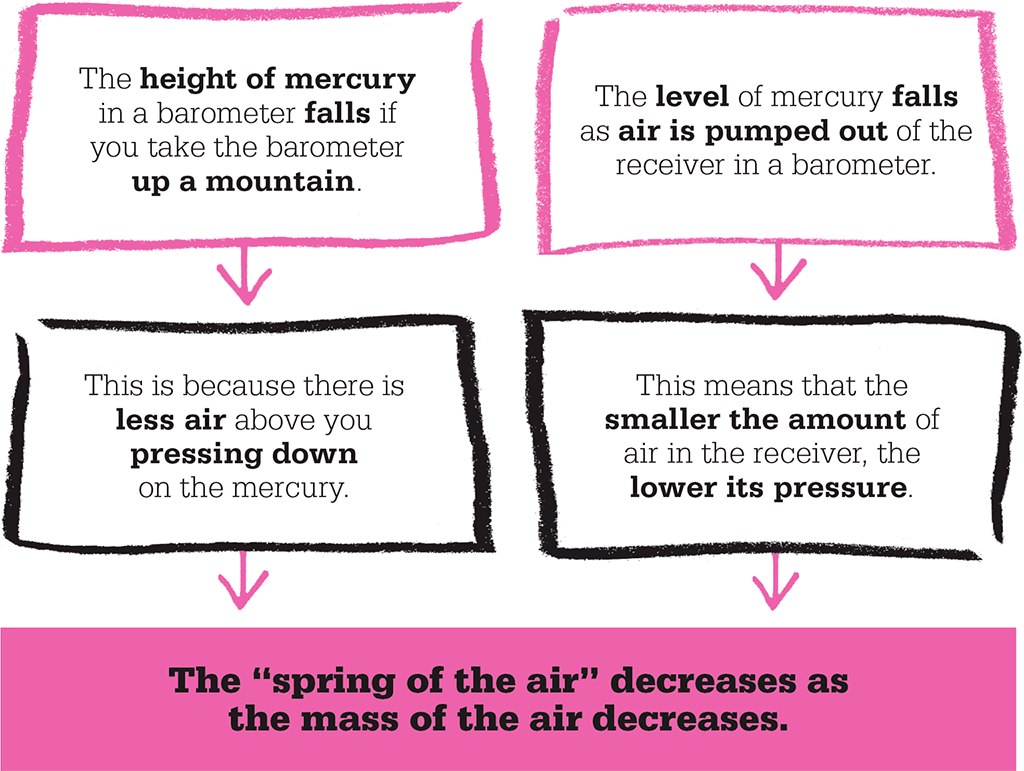 The height of mercury
in a barometer falls if
you take the barometer
up a mountain.
The level of mercury falls
as air is pumped out of the
receiver in a barometer.
This is because there is
less air above you
pressing down
on the mercury.
This means that the
smaller the amount of
air in the receiver, the
lower its pressure.
The “spring of the air” decreases as
the mass of the air decreases.